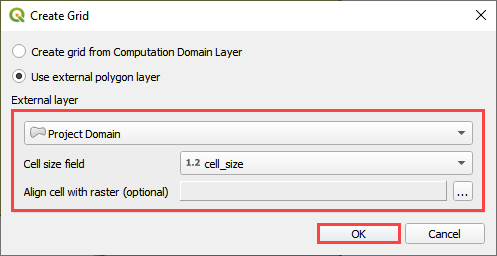 Create Grid
Create grid from Computation Domain Layer
Use external polygon layer
External layer
Project Domain
Cell size field 1.2 cell_size
Align cell with raster (optional) ...
OK Cancel